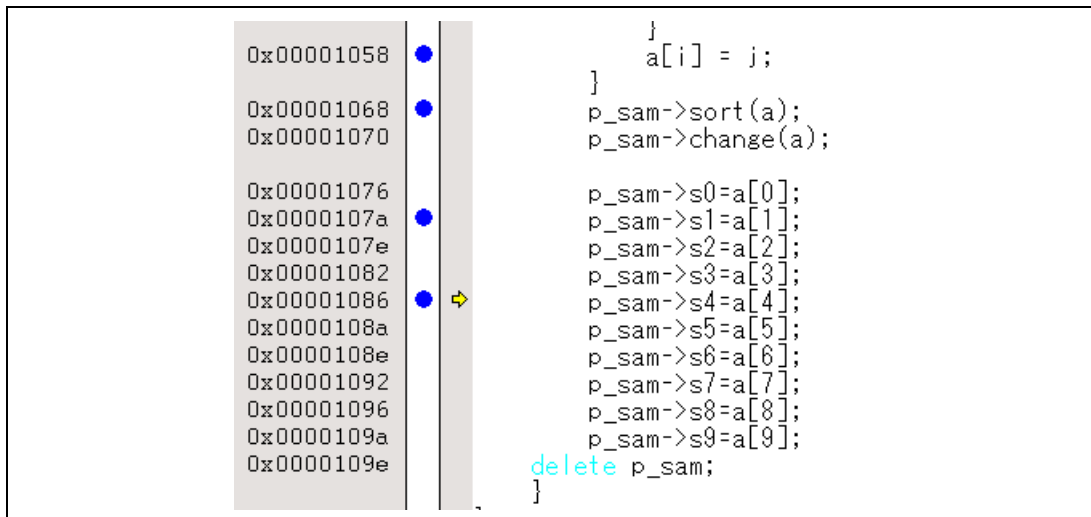 }
0x00001058 a[i] = j;
}
0x00001068 p_sam->sort(a);
0x00001070 p_sam->change(a);
0x00001076 p_sam->s0=a[0];
0x0000107a p_sam->s1=a[1];
0x0000107e p_sam->s2=a[2];
0x00001082 p_sam->s3=a[3];
0x00001086 p_sam->s4=a[4];
0x0000108a p_sam->s5=a[5];
0x0000108e p_sam->s6=a[6];
0x00001092 p_sam->s7=a[7];
0x00001096 p_sam->s8=a[8];
0x0000109a p_sam->s9=a[9];
0x0000109e delete p_sam;
}